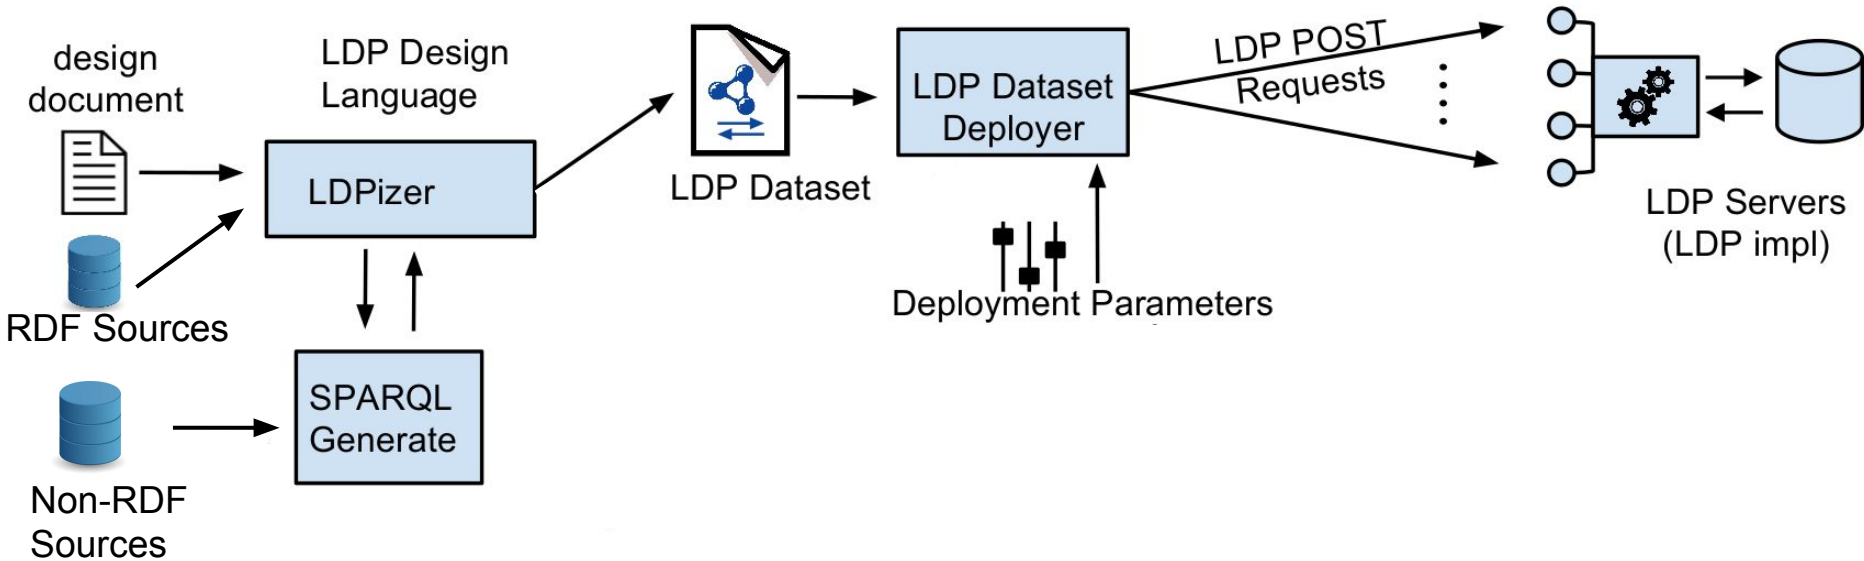 design
document
LDP Design
Language
LDPizer
RDF Sources
SPARQL
Generate
Non-RDF
Sources
LDP Dataset
LDP Dataset
Deployer
Deployment Parameters
LDP POST
Requests
LDP Servers
(LDP impl)